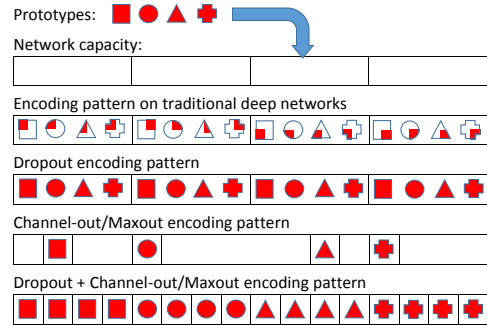 Prototypes:
Network capacity:
Encoding pattern on traditional deep networks
Dropout encoding pattern
Channel-out/Maxout encoding pattern
Dropout + Channel-out/Maxout encoding pattern